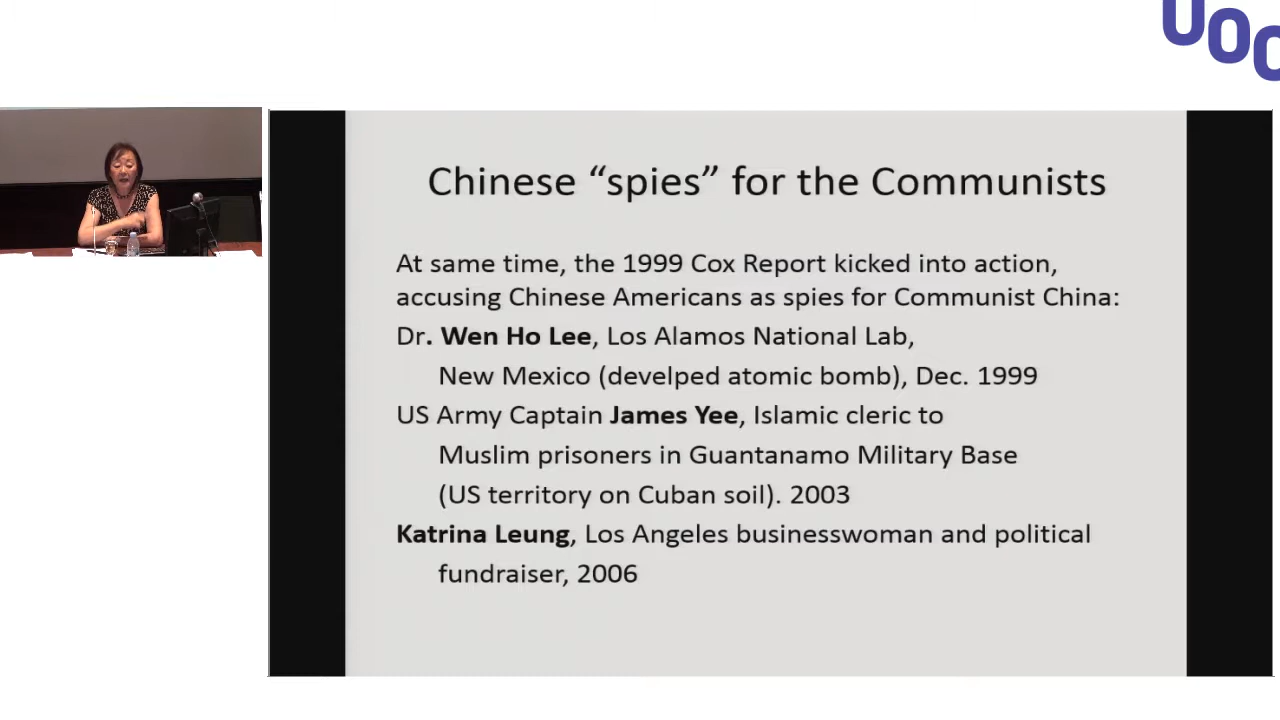 UOC
Chinese “spies” for the Communists
At same time, the 1999 Cox Report kicked into action,
accusing Chinese Americans as spies for Communist China:
Dr. Wen Ho Lee, Los Alamos National Lab,
New Mexico (develped atomic bomb), Dec. 1999
US Army Captain James Yee, Islamic cleric to
Muslim prisoners in Guantanamo Military Base
(US territory on Cuban soil). 2003
Katrina Leung, Los Angeles businesswoman and political
fundraiser, 2006